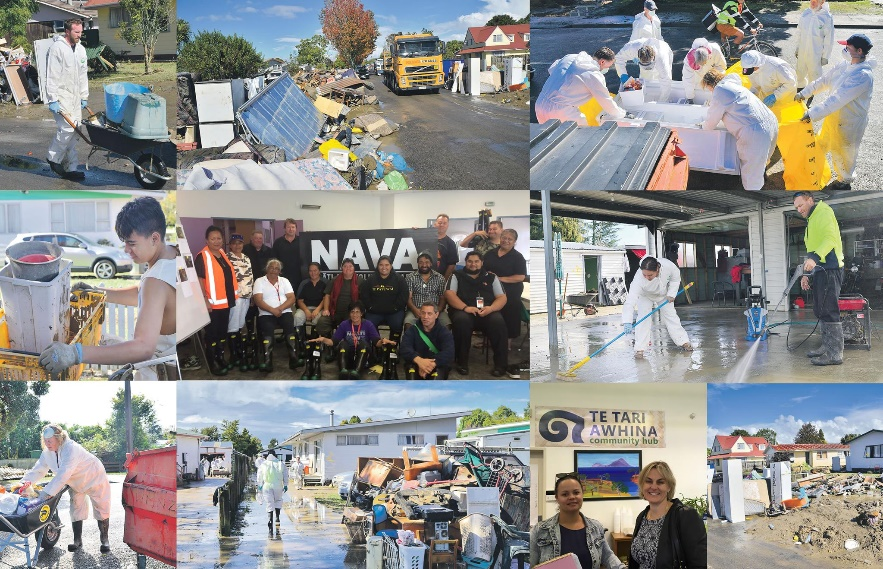 NAVA
TE TARI
AWHINA
community hub